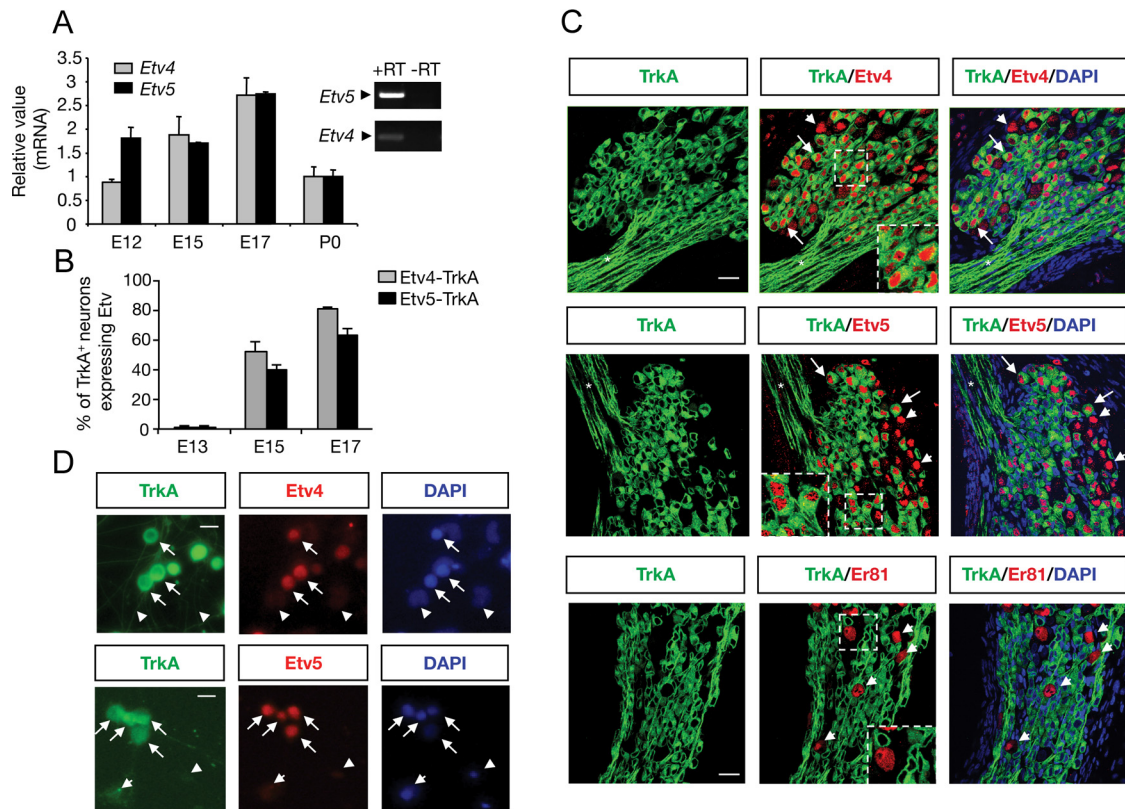 A
Relative value
(mRNA)
3.5
3
2.5
2
1.5
1
0.5
0
Etv4
Etv5
E12
E15
E17
P0
+RT -RT
Etv5
Etv4
B
% of TrkA+ neurons
expressing Etv
100
80
60
40
20
0
Etv4-TrkA
Etv5-TrkA
E13
E15
E17
C
TrkA
TrkA/Etv4
TrkA/Etv4/DAPI
*
*
*
TrkA
TrkA/Etv5
TrkA/Etv5/DAPI
*
*
*
TrkA
TrkA/Er81
TrkA/Er81/DAPI
D
TrkA
Etv4
DAPI
TrkA
Etv5
DAPI